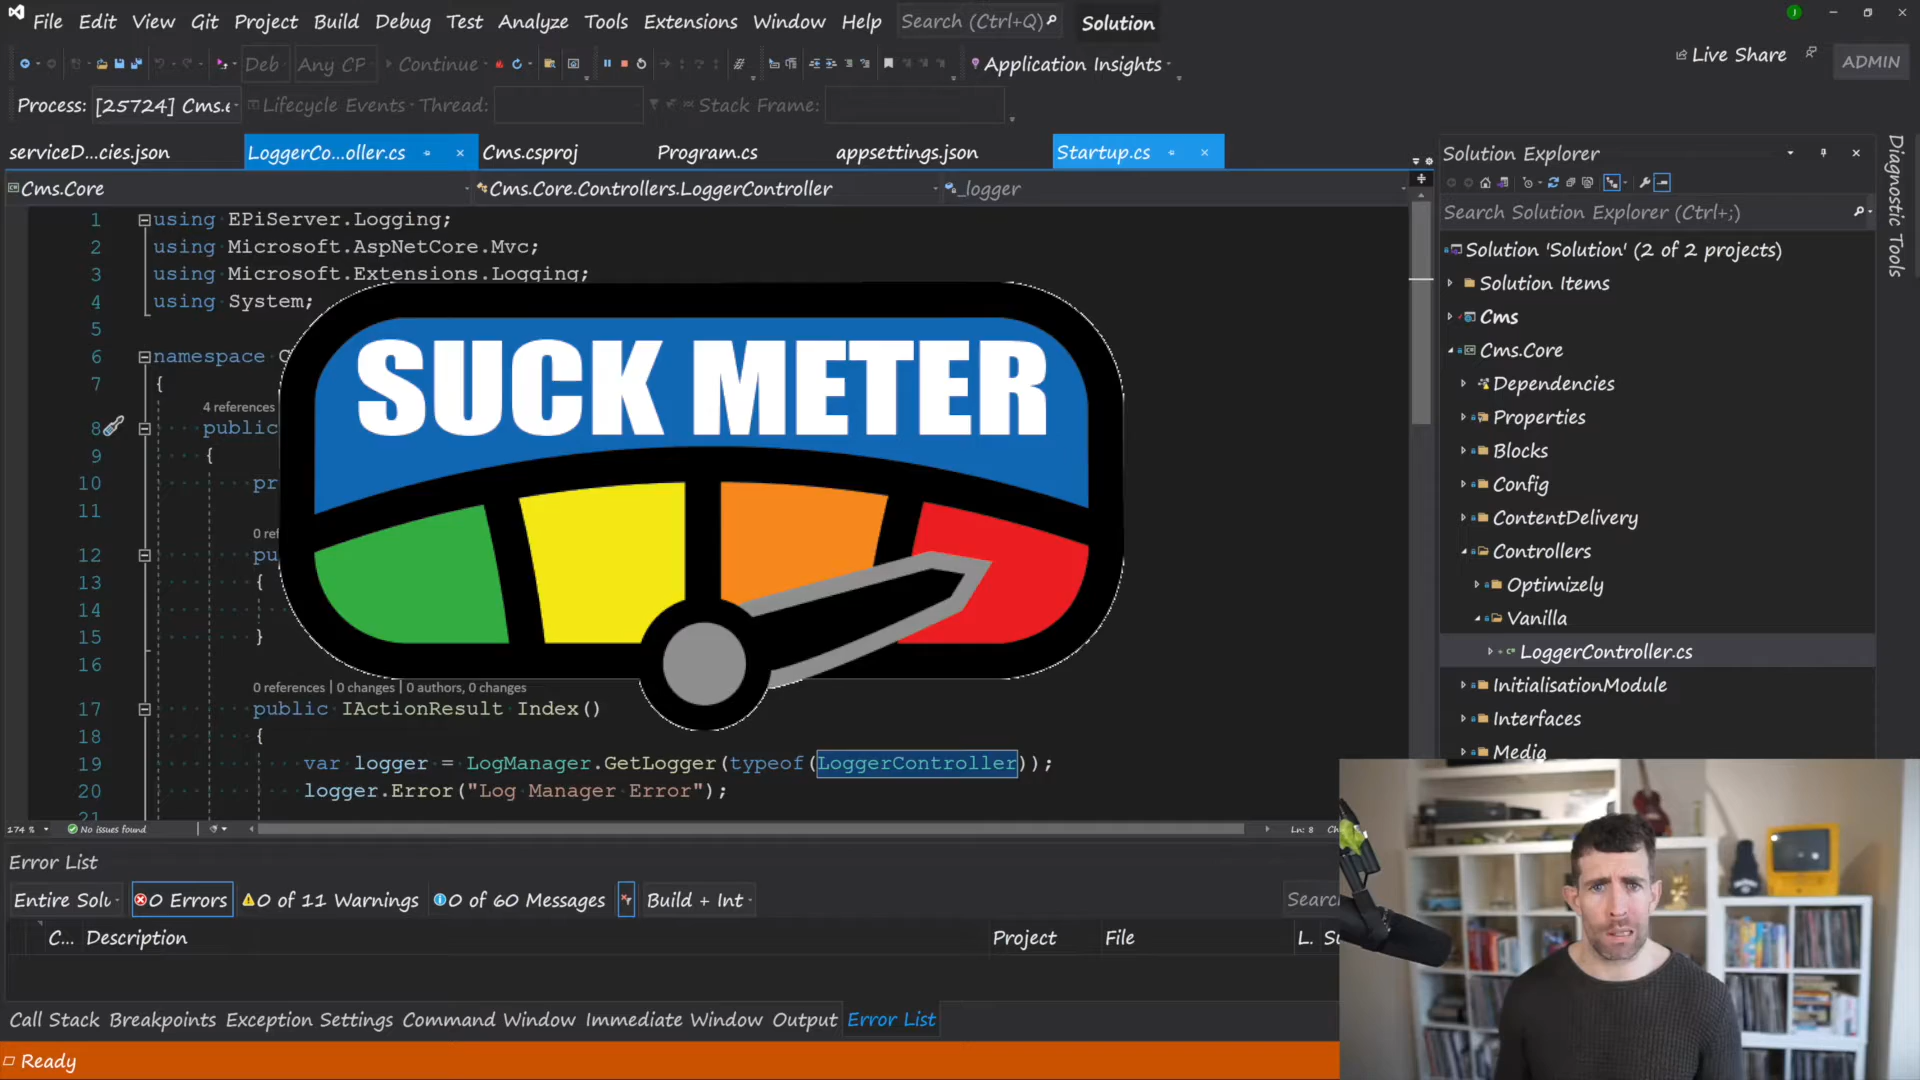 File Edit View Git Project Build Debug Test Analyze Tools Extensions Window Help Search (Ctrl+Q) Solution
Live Share ADMIN
Deb Any CF Continue Application Insights
Process: [25724] Cms.e Lifecycle Events Thread: Stack Frame:
serviceD...cies.json LoggerCo...oller.cs Cms.csproj Program.cs appsettings.json Startup.cs
Cms.Core Cms.Core.Controllers.LoggerController _logger
1 using EPiServer.Logging;
2 using Microsoft.AspNetCore.Mvc;
3 using Microsoft.Extensions.Logging;
4 using System;
5
6 namespace C
7 {
4 references
8 public
9 {
10 pr
11
0 ref
12 pu
13 {
14
15 }
16
0 references | 0 changes | 0 authors, 0 changes
17 public IActionResult Index()
18 {
19 var logger = LogManager.GetLogger(typeof(LoggerController));
20 logger.Error("Log Manager Error");
21
SUCK METER
174 % No issues found Ln: 8
Solution Explorer
Search Solution Explorer (Ctrl+;)
Solution 'Solution' (2 of 2 projects)
Solution Items
Cms
Cms.Core
Dependencies
Properties
Blocks
Config
ContentDelivery
Controllers
Optimizely
Vanilla
LoggerController.cs
InitialisationModule
Interfaces
Media
Diagnostic Tools
Error List
Entire Solu 0 Errors 0 of 11 Warnings 0 of 60 Messages Build + Int Searc
C... Description Project File L. Su
Call Stack Breakpoints Exception Settings Command Window Immediate Window Output Error List
Ready